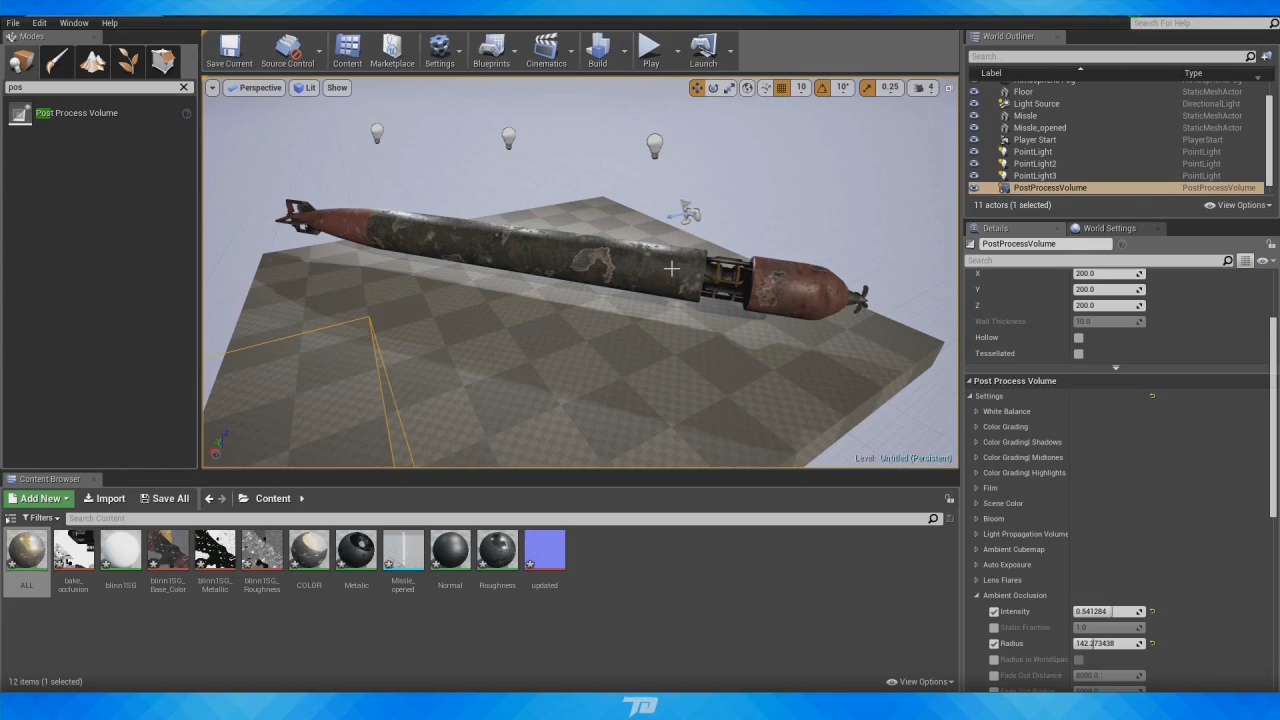 File Edit Window Help
Search For Help
Modes
pos
Post Process Volume
Save Current Source Control Content Marketplace Settings Blueprints Cinematics Build Play Launch
Perspective Lit Show 10 10° 0.25 4
Level: Untitled (Persistent)
World Outliner
Search...
Label Type
Floor StaticMeshActor
Light Source DirectionalLight
Missle StaticMeshActor
Missle_opened StaticMeshActor
Player Start PlayerStart
PointLight PointLight
PointLight2 PointLight
PointLight3 PointLight
PostProcessVolume PostProcessVolume
11 actors (1 selected) View Options
Details World Settings
PostProcessVolume
Search
X 200.0
Y 200.0
Z 200.0
Wall Thickness 10.0
Hollow
Tessellated
Post Process Volume
Settings
White Balance
Color Grading
Color Grading| Shadows
Color Grading| Midtones
Color Grading| Highlights
Film
Scene Color
Bloom
Light Propagation Volume
Ambient Cubemap
Auto Exposure
Lens Flares
Ambient Occlusion
Intensity 0.541284
Static Fraction 1.0
Radius 142.273438
Radius in WorldSpac
Fade Out Distance 8000.0
Content Browser
Add New Import Save All Content
Filters Search Content
ALL
bake_occlusion
blinn1SG
blinn1SG_Base_Color
blinn1SG_Metallic
blinn1SG_Roughness
COLOR
Metalic
Missle_opened
Normal
Roughness
updated
12 items (1 selected) View Options